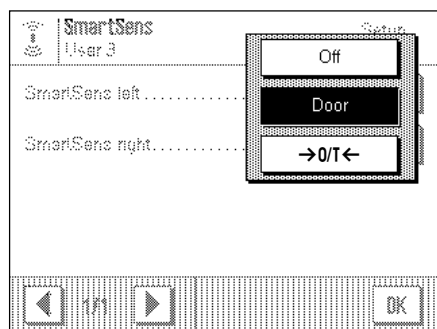 SmartSens
Setup
User 3
Off
SmartSens left............
Door
SmartSens right............
→0/T←
1/1
OK